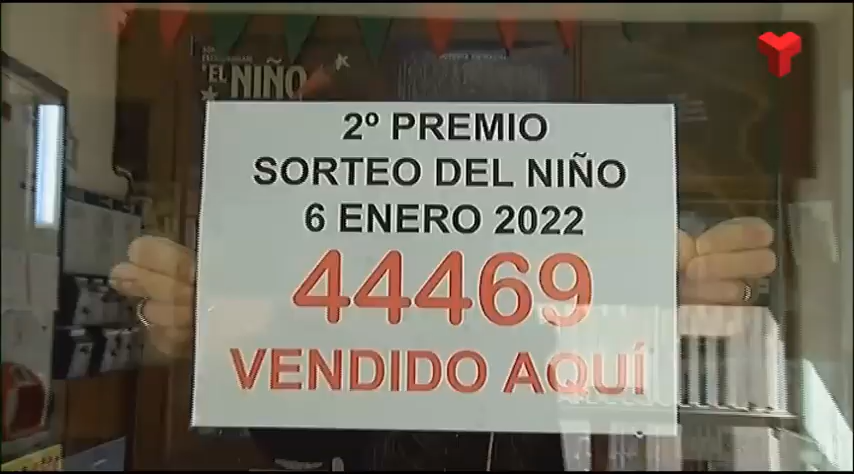 EL NIÑO
2º PREMIO
SORTEO DEL NIÑO
6 ENERO 2022
44469
VENDIDO AQUÍ